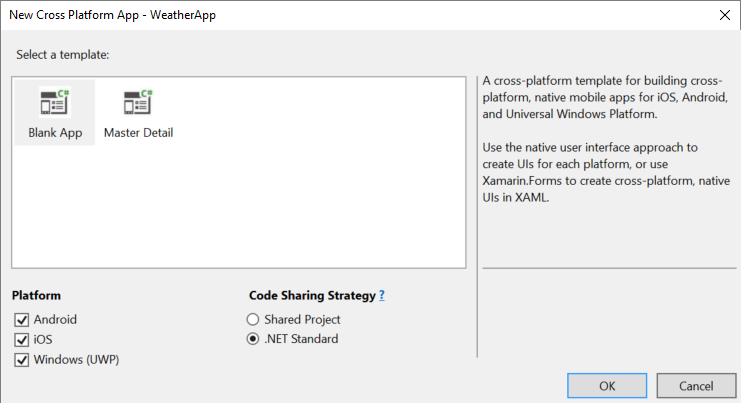 New Cross Platform App - WeatherApp
Select a template:
C#
C#
Blank App
Master Detail
A cross-platform template for building cross-
platform, native mobile apps for iOS, Android,
and Universal Windows Platform.
Use the native user interface approach to
create UIs for each platform, or use
Xamarin.Forms to create cross-platform, native
UIs in XAML.
Platform
Android
iOS
Windows (UWP)
Code Sharing Strategy ?
Shared Project
.NET Standard
OK
Cancel